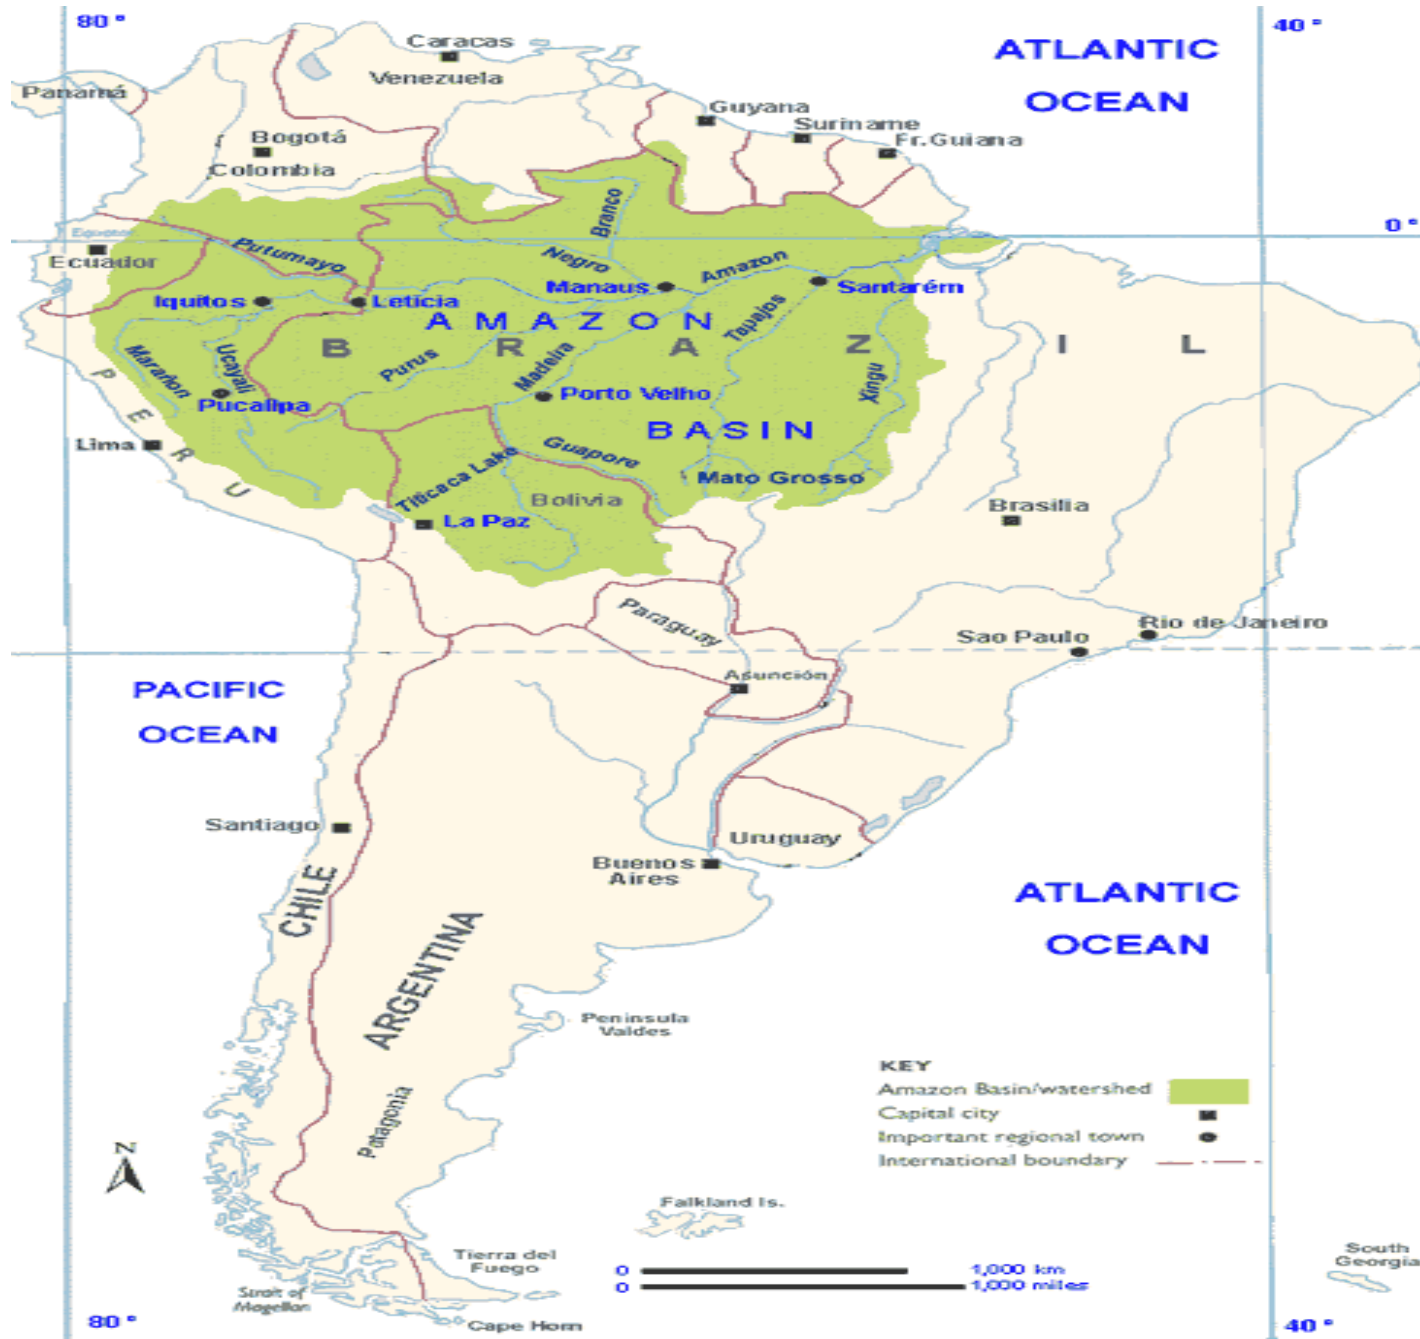 80 °
40 °
ATLANTIC
OCEAN
Caracas
Venezuela
Panamá
Guyana
Suriname
Fr.Guiana
Bogotá
Colombia
Branco
0 °
Equator
Ecuador
Putumayo
Negro
Amazon
Iquitos
Leticia
Manaus
Santarém
AMAZON
BRAZIL
Tapajos
Marañon
Ucayali
Purus
Madeira
Xingu
Pucallpa
Porto Velho
BASIN
PERU
Lima
Guapore
Titicaca Lake
Mato Grosso
Bolivia
La Paz
Brasilia
Paraguay
Rio de Janeiro
Sao Paulo
Asunción
PACIFIC
OCEAN
Santiago
Uruguay
Buenos
Aires
CHILE
ARGENTINA
ATLANTIC
OCEAN
Peninsula
Valdes
Patagonia
KEY
Amazon Basin/watershed
Capital city
Important regional town
International boundary
N
Falkland Is.
Tierra del
Fuego
0 1,000 km
0 1,000 miles
South
Georgia
Strait of
Magellan
Cape Horn
80 °
40 °